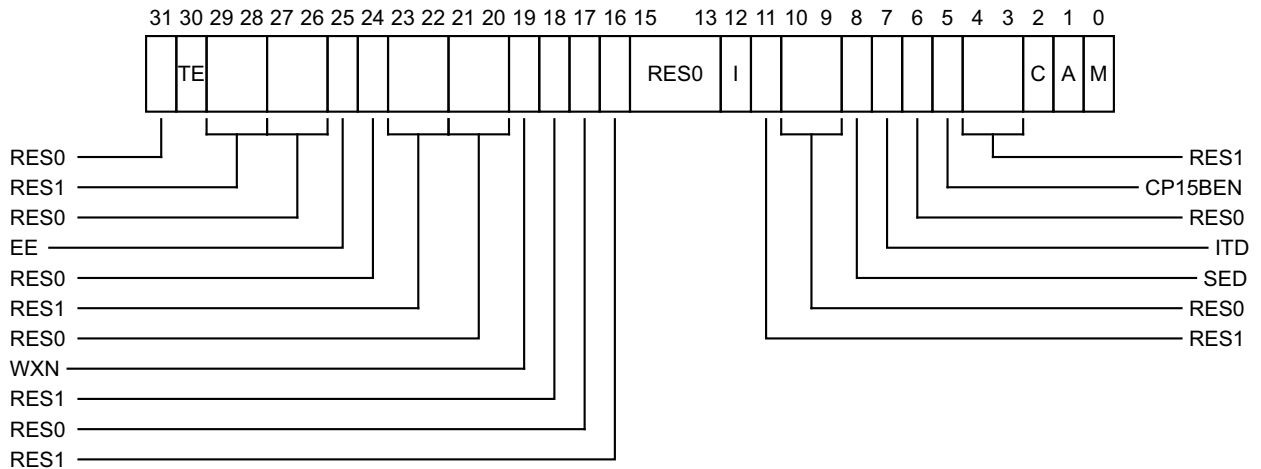 31 30 29 28 27 26 25 24 23 22 21 20 19 18 17 16 15 13 12 11 10 9 8 7 6 5 4 3 2 1 0
TE RES0 I C A M
RES0 RES1
RES1 CP15BEN
RES0 RES0
EE ITD
RES0 SED
RES1 RES0
RES0 RES1
WXN
RES1
RES0
RES1